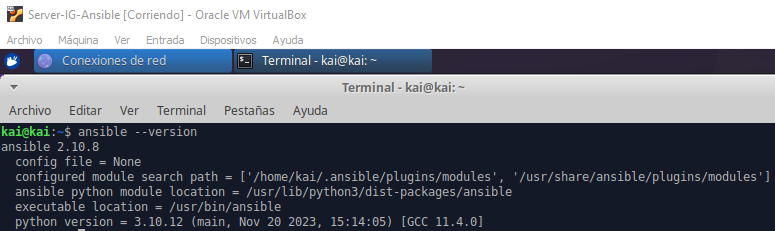 Server-IG-Ansible [Corriendo] - Oracle VM VirtualBox
Archivo Máquina Ver Entrada Dispositivos Ayuda
Conexiones de red Terminal - kai@kai: ~
Terminal - kai@kai: ~
Archivo Editar Ver Terminal Pestañas Ayuda
kai@kai:~$ ansible --version
ansible 2.10.8
config file = None
configured module search path = ['/home/kai/.ansible/plugins/modules', '/usr/share/ansible/plugins/modules']
ansible python module location = /usr/lib/python3/dist-packages/ansible
executable location = /usr/bin/ansible
python version = 3.10.12 (main, Nov 20 2023, 15:14:05) [GCC 11.4.0]